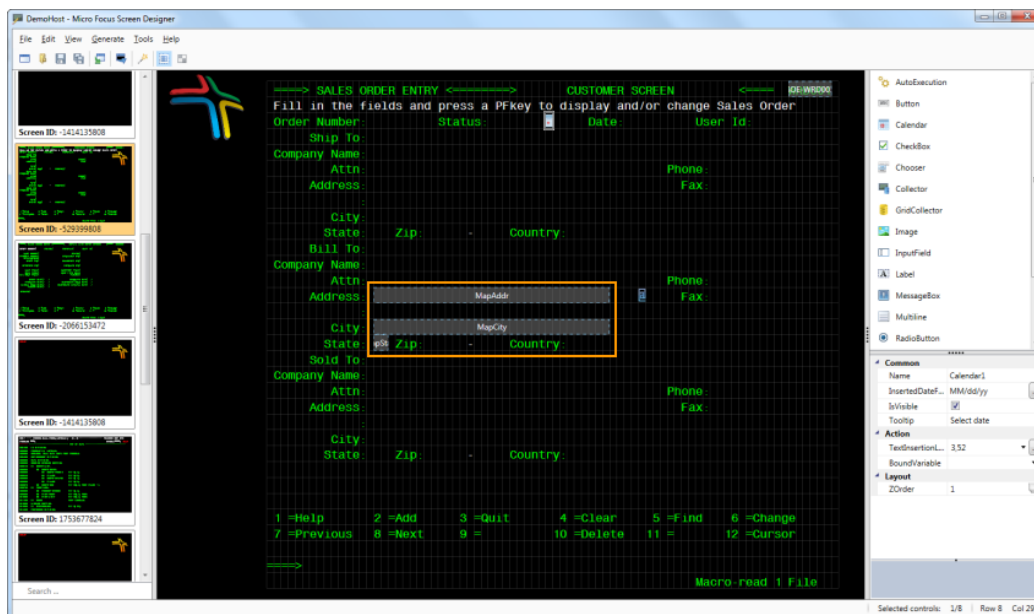 DemoHost - Micro Focus Screen Designer
File Edit View Generate Tools Help
Screen ID: -1414135808
Screen ID: -529399808
Screen ID: -2066153472
Screen ID: -1414135808
Screen ID: 1753677824
Search ...
====> SALES ORDER ENTRY <========> CUSTOMER SCREEN <====
Fill in the fields and press a PFkey to display and/or change Sales Order
Order Number: Status: Date: User Id:
Ship To:
Company Name:
Attn: Phone:
Address: Fax:
:
City:
State: Zip: - Country:
Bill To:
Company Name:
Attn: Phone:
Address: MapAddr Fax:
:
City: MapCity
State: Zip: - Country:
Sold To:
Company Name:
Attn: Phone:
Address: Fax:
:
City:
State: Zip: - Country:
1 =Help 2 =Add 3 =Quit 4 =Clear 5 =Find 6 =Change
7 =Previous 8 =Next 9 = 10 =Delete 11 = 12 =Cursor
====>
Macro-read 1 File
AutoExecution
Button
Calendar
CheckBox
Chooser
Collector
GridCollector
Image
InputField
Label
MessageBox
Multiline
RadioButton
Common
Name Calendar1
InsertedDateF... MM/dd/yy
IsVisible
Tooltip Select date
Action
TextInsertionL... 3,52
BoundVariable
Layout
ZOrder 1
Selected controls: 1/8 Row 8 Col 29